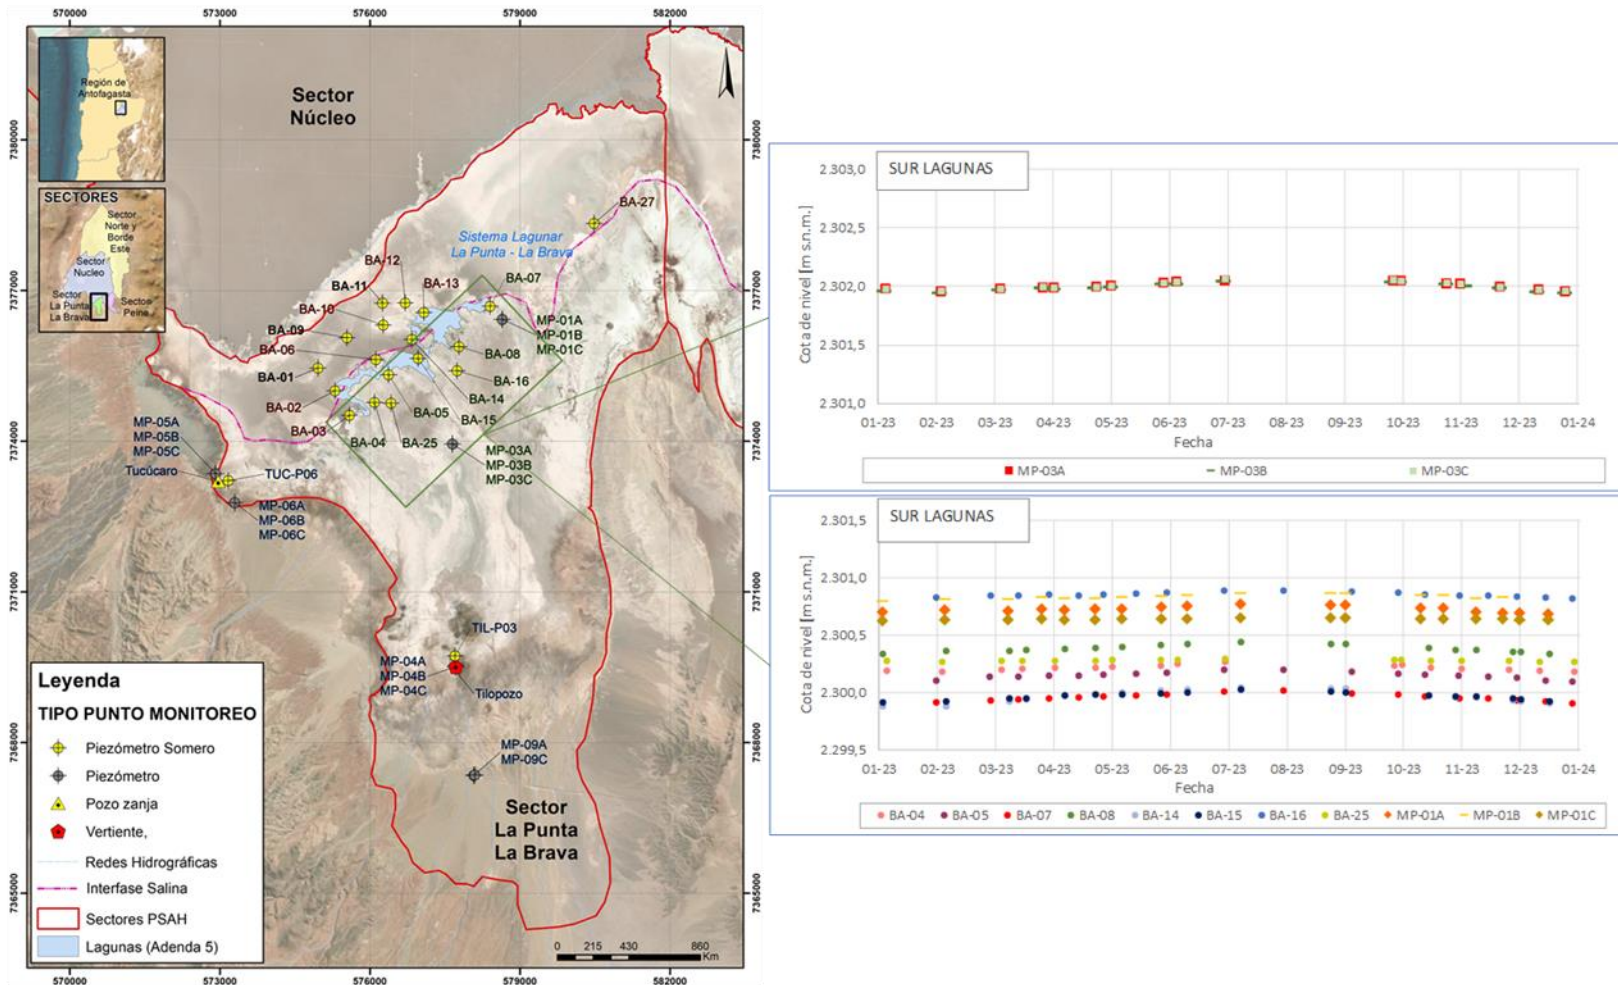 570000
573000
576000
579000
582000
7380000
7377000
7374000
7371000
7368000
7365000
7380000
7377000
7374000
7371000
7368000
7365000
Región de
Antofagasta
SECTORES
Sector
Norte y
Borde
Este
Sector
Nucleo
Sector
La Punta
La Brava
Sector
Peine
Sector
Núcleo
Sistema Lagunar
La Punta - La Brava
BA-27
BA-12
BA-07
BA-13
BA-11
BA-10
BA-09
BA-06
BA-01
BA-02
BA-03
BA-04
BA-25
BA-05
BA-15
BA-14
BA-16
BA-08
MP-01A
MP-01B
MP-01C
MP-03A
MP-03B
MP-03C
MP-05A
MP-05B
MP-05C
Tucúcaro
TUC-P06
MP-06A
MP-06B
MP-06C
TIL-P03
MP-04A
MP-04B
MP-04C
Tilopozo
MP-09A
MP-09C
Sector
La Punta
La Brava
Leyenda
TIPO PUNTO MONITOREO
Piezómetro Somero
Piezómetro
Pozo zanja
Vertiente,
Redes Hidrográficas
Interfase Salina
Sectores PSAH
Lagunas (Adenda 5)
0 215 430 860
Km
570000
573000
576000
579000
582000
SUR LAGUNAS
Cota de nivel [m s.n.m.]
2.303,0
2.302,5
2.302,0
2.301,5
2.301,0
01-23 02-23 03-23 04-23 05-23 06-23 07-23 08-23 09-23 10-23 11-23 12-23 01-24
Fecha
MP-03A MP-03B MP-03C
SUR LAGUNAS
Cota de nivel [m s.n.m.]
2.301,5
2.301,0
2.300,5
2.300,0
2.299,5
01-23 02-23 03-23 04-23 05-23 06-23 07-23 08-23 09-23 10-23 11-23 12-23 01-24
Fecha
BA-04 BA-05 BA-07 BA-08 BA-14 BA-15 BA-16 BA-25 MP-01A MP-01B MP-01C